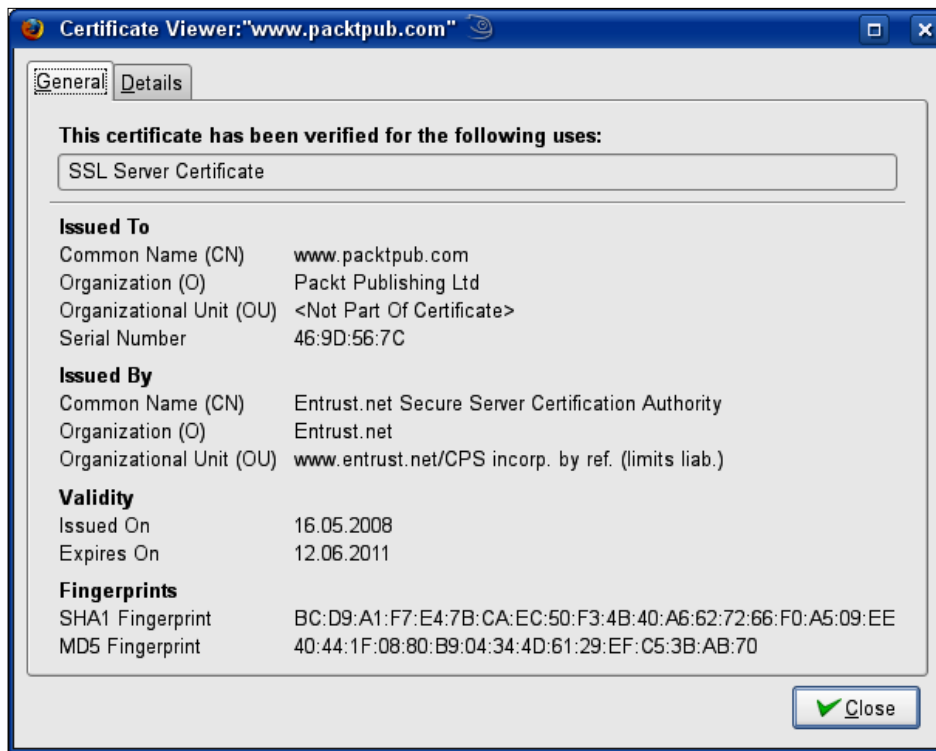 Certificate Viewer:"www.packtpub.com"
General Details
This certificate has been verified for the following uses:
SSL Server Certificate
Issued To
Common Name (CN) www.packtpub.com
Organization (O) Packt Publishing Ltd
Organizational Unit (OU) <Not Part Of Certificate>
Serial Number 46:9D:56:7C
Issued By
Common Name (CN) Entrust.net Secure Server Certification Authority
Organization (O) Entrust.net
Organizational Unit (OU) www.entrust.net/CPS incorp. by ref. (limits liab.)
Validity
Issued On 16.05.2008
Expires On 12.06.2011
Fingerprints
SHA1 Fingerprint BC:D9:A1:F7:E4:7B:CA:EC:50:F3:4B:40:A6:62:72:66:F0:A5:09:EE
MD5 Fingerprint 40:44:1F:08:80:B9:04:34:4D:61:29:EF:C5:3B:AB:70
Close